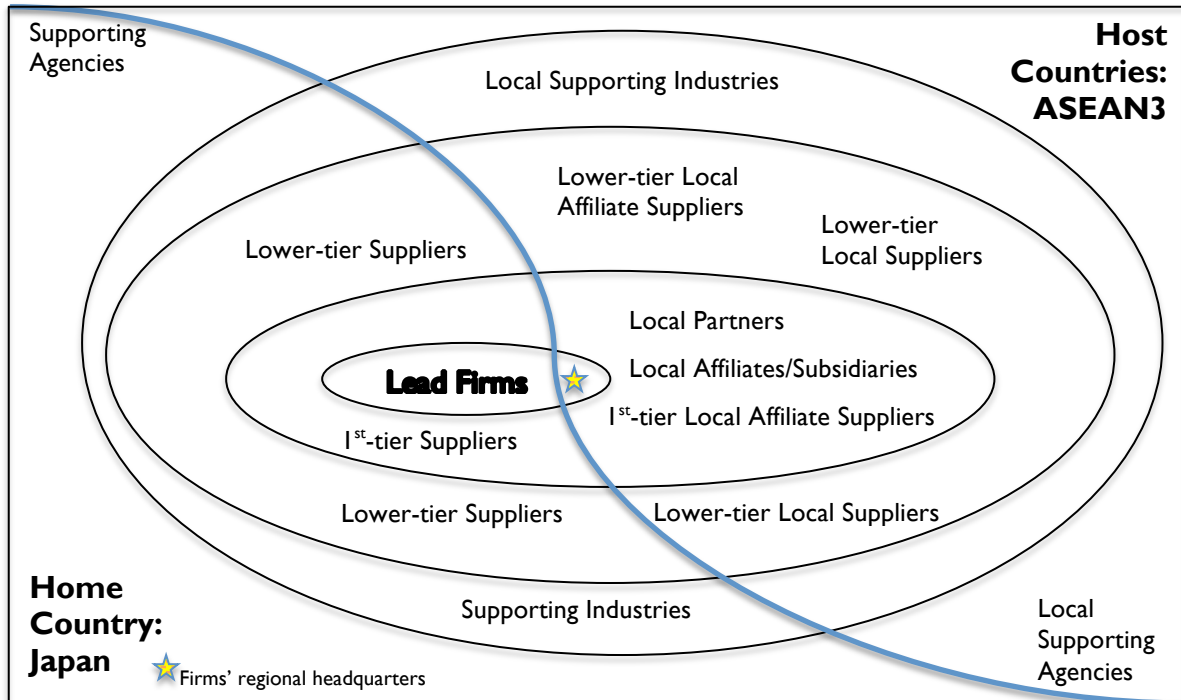 Supporting
Agencies
Host
Countries:
ASEAN3
Local Supporting Industries
Lower-tier Local
Affiliate Suppliers
Lower-tier
Local Suppliers
Lower-tier Suppliers
Local Partners
Lead Firms
Local Affiliates/Subsidiaries
1st-tier Local Affiliate Suppliers
1st-tier Suppliers
Lower-tier Suppliers
Lower-tier Local Suppliers
Home
Country:
Japan
Supporting Industries
Local
Supporting
Agencies
Firms’ regional headquarters